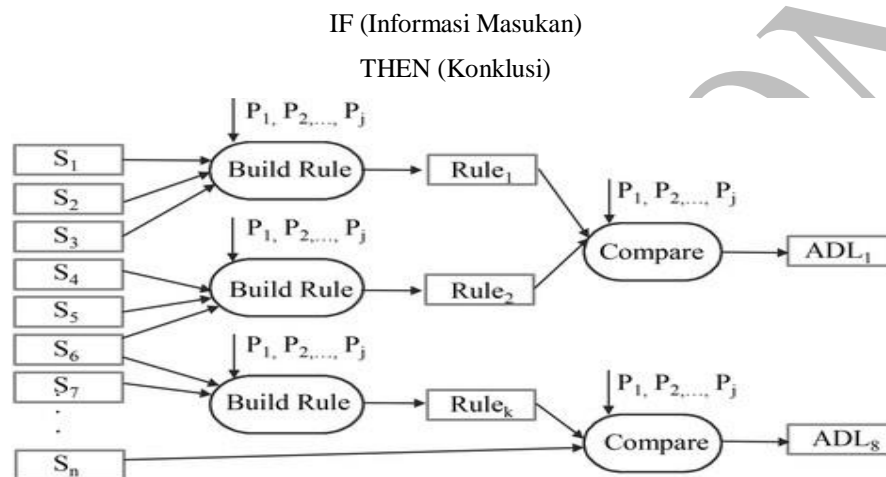 IF (Informasi Masukan)
THEN (Konklusi)
P1, P2,..., Pj
S1
Build Rule
Rule1
S2
P1, P2,..., Pj
S3
P1, P2,..., Pj
Compare
ADL1
S4
Build Rule
Rule2
S5
S6
P1, P2,..., Pj
P1, P2,..., Pj
S7
Build Rule
Rulek
Compare
ADL8
Sn